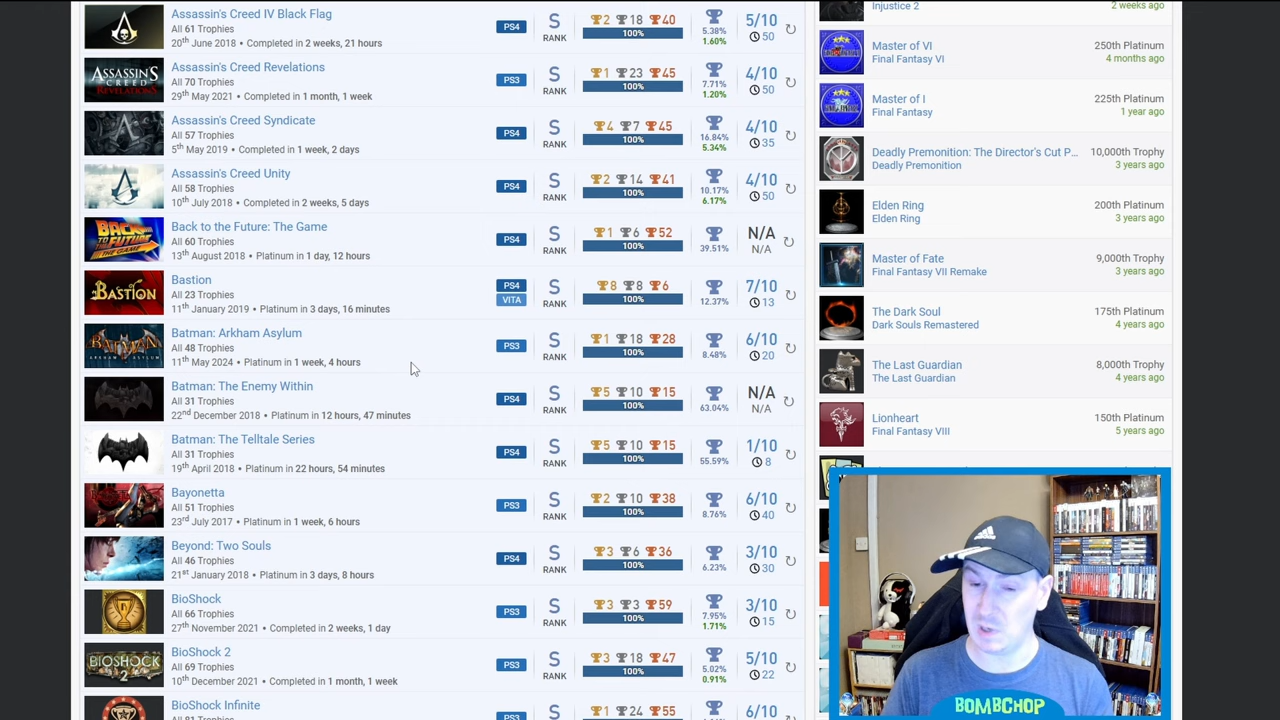 Assassin's Creed IV Black Flag
All 61 Trophies
20th June 2018 • Completed in 2 weeks, 21 hours
PS4
S
RANK
2 18 40
100%
5.38%
1.60%
5/10
50
ASSASSIN'S CREED REVELATIONS
Assassin's Creed Revelations
All 70 Trophies
29th May 2021 • Completed in 1 month, 1 week
PS3
S
RANK
1 23 45
100%
7.71%
1.20%
4/10
50
Assassin's Creed Syndicate
All 57 Trophies
5th May 2019 • Completed in 1 week, 2 days
PS4
S
RANK
4 7 45
100%
16.84%
5.34%
4/10
35
Assassin's Creed Unity
All 58 Trophies
10th July 2018 • Completed in 2 weeks, 5 days
PS4
S
RANK
2 14 41
100%
10.17%
6.17%
4/10
50
BACK TO THE FUTURE THE GAME
Back to the Future: The Game
All 60 Trophies
13th August 2018 • Platinum in 1 day, 12 hours
PS4
S
RANK
1 6 52
100%
39.51%
N/A
N/A
BASTION
Bastion
All 23 Trophies
11th January 2019 • Platinum in 3 days, 16 minutes
PS4
VITA
S
RANK
8 8 6
100%
12.37%
7/10
13
BATMAN
Batman: Arkham Asylum
All 48 Trophies
11th May 2024 • Platinum in 1 week, 4 hours
PS3
S
RANK
1 18 28
100%
8.48%
6/10
Batman: The Enemy Within
All 31 Trophies
22nd December 2018 • Platinum in 12 hours, 47 minutes
PS4
S
RANK
5 10 15
100%
63.04%
N/A
N/A
Batman: The Telltale Series
All 31 Trophies
19th April 2018 • Platinum in 22 hours, 54 minutes
PS4
S
RANK
5 10 15
100%
55.59%
1/10
8
Bayonetta
All 51 Trophies
23rd July 2017 • Platinum in 1 week, 6 hours
PS3
S
RANK
2 10 38
100%
8.76%
6/10
40
Beyond: Two Souls
All 46 Trophies
21st January 2018 • Platinum in 3 days, 8 hours
PS4
S
RANK
3 6 36
100%
6.23%
3/10
30
BioShock
All 66 Trophies
27th November 2021 • Completed in 2 weeks, 1 day
PS3
S
RANK
3 3 59
100%
7.95%
1.71%
3/10
15
BIOSHOCK 2
BioShock 2
All 69 Trophies
10th December 2021 • Completed in 1 month, 1 week
PS3
S
RANK
3 18 47
100%
5.02%
0.91%
5/10
22
BioShock Infinite
PS3
S
1 24 55
6/10
Injustice 2
2 weeks ago
Master of VI
Final Fantasy VI
250th Platinum
4 months ago
Master of I
Final Fantasy
225th Platinum
1 year ago
Deadly Premonition: The Director's Cut P...
Deadly Premonition
10,000th Trophy
3 years ago
Elden Ring
Elden Ring
200th Platinum
3 years ago
Master of Fate
Final Fantasy VII Remake
9,000th Trophy
3 years ago
The Dark Soul
Dark Souls Remastered
175th Platinum
4 years ago
The Last Guardian
The Last Guardian
8,000th Trophy
4 years ago
Lionheart
Final Fantasy VIII
150th Platinum
5 years ago
BOMBCHOP